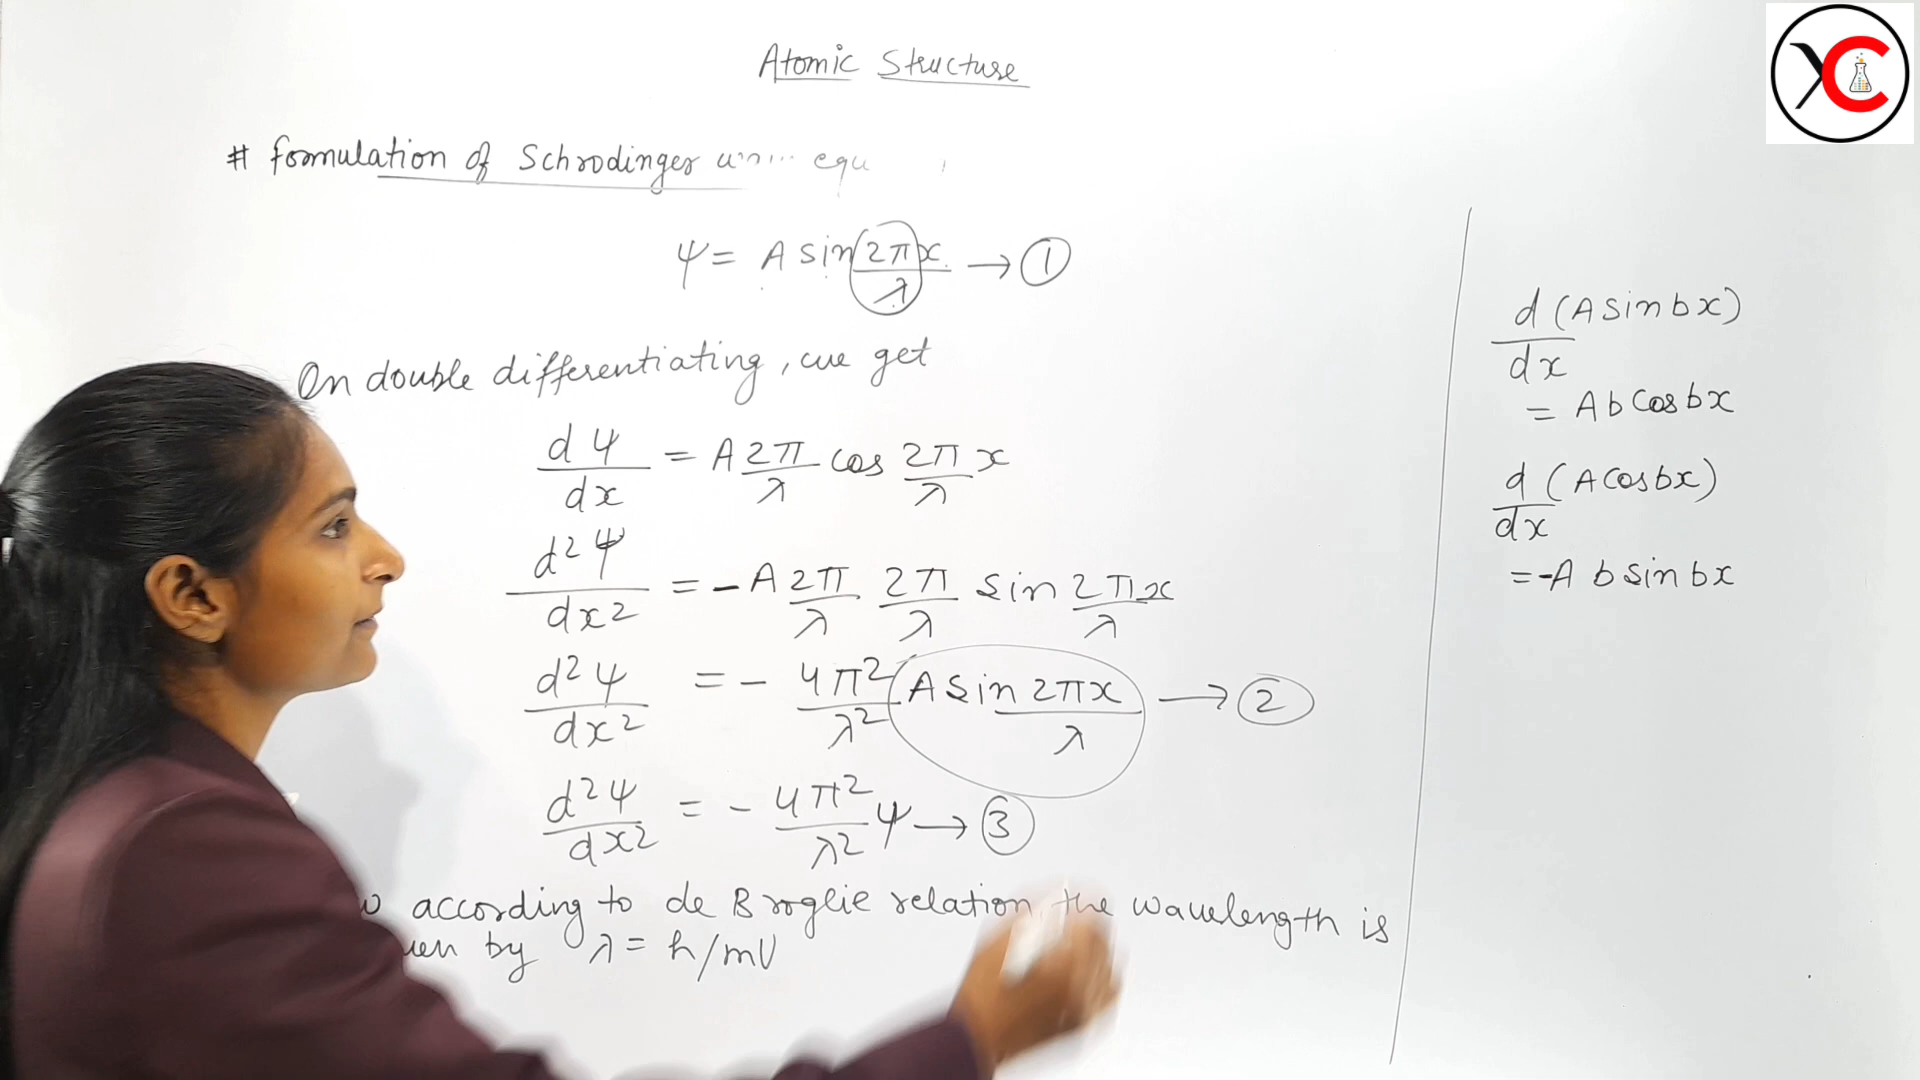 Atomic Structure
# formulation of Schrodinger equ
ψ = A sin 2πx/λ → ①
On double differentiating, we get
dψ/dx = A 2π/λ cos 2π/λ x
d²ψ/dx² = - A 2π/λ 2π/λ sin 2πx/λ
d²ψ/dx² = - 4π²/λ² A sin 2πx/λ → ②
d²ψ/dx² = - 4π²/λ² ψ → ③
according to de Broglie relation, the wavelength is
by λ = h/mV
d/dx (A sin bx)
= A b Cos bx
d/dx (A cos bx)
= -A b sin bx
XC